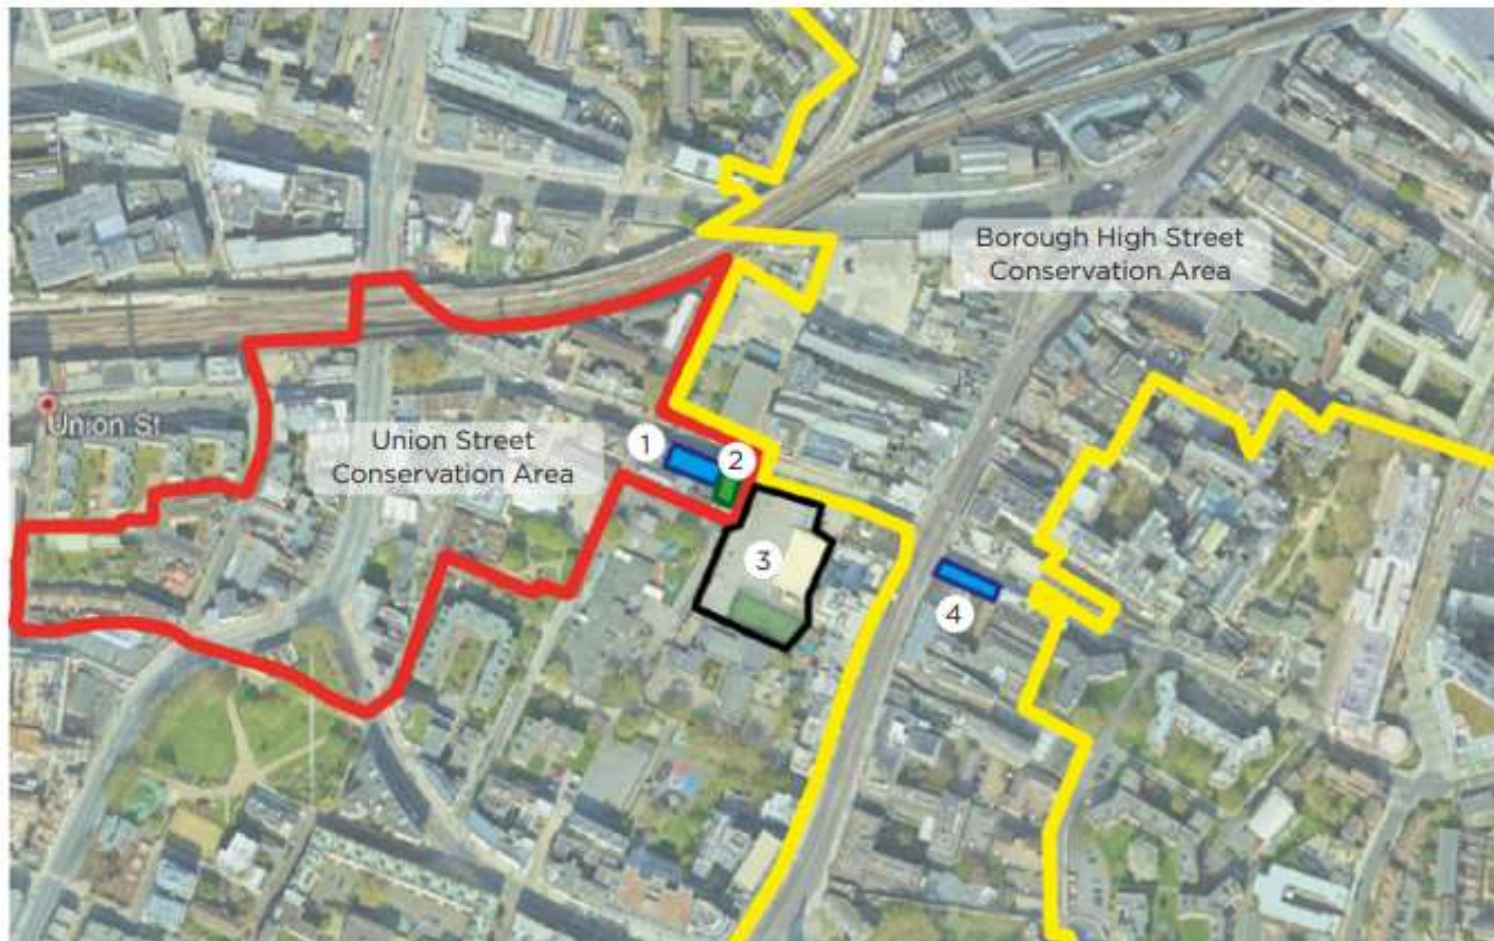 Borough High Street
Conservation Area
Union St
Union Street
Conservation Area
1
2
3
4